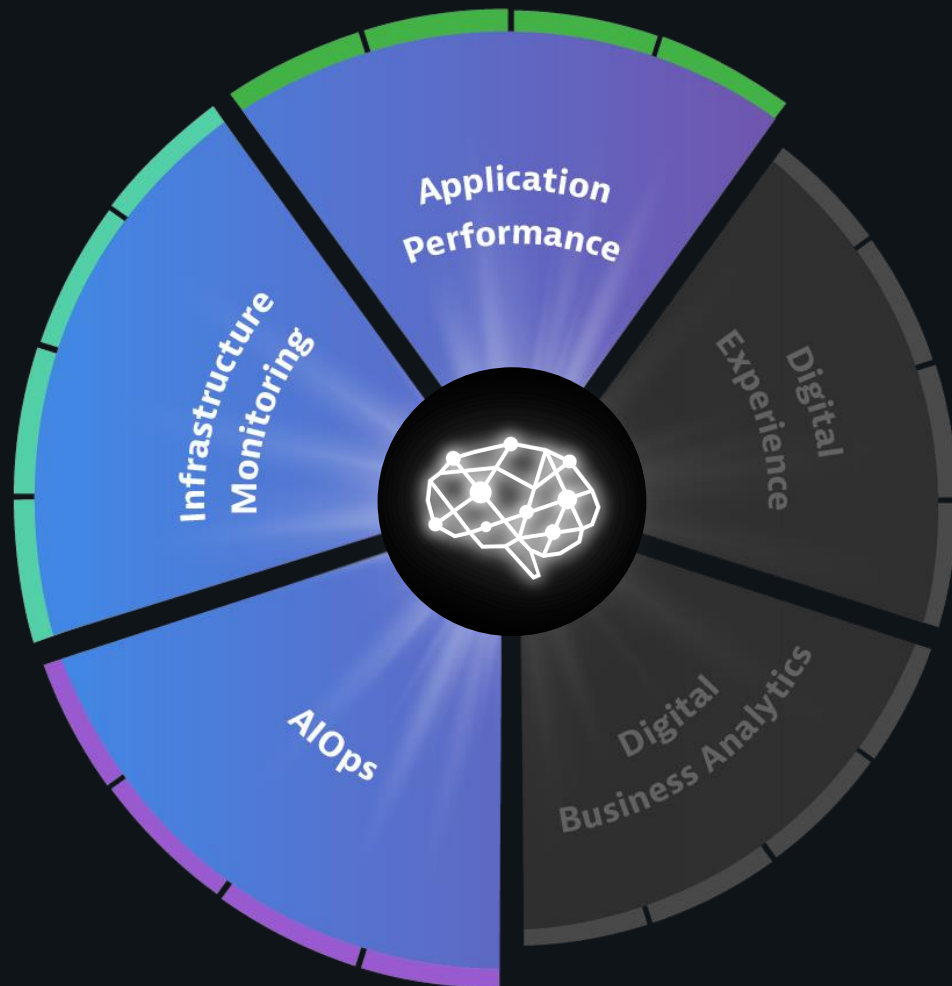 Application
Performance
Infrastructure
Monitoring
Digital
Experience
AIOps
Digital
Business Analytics